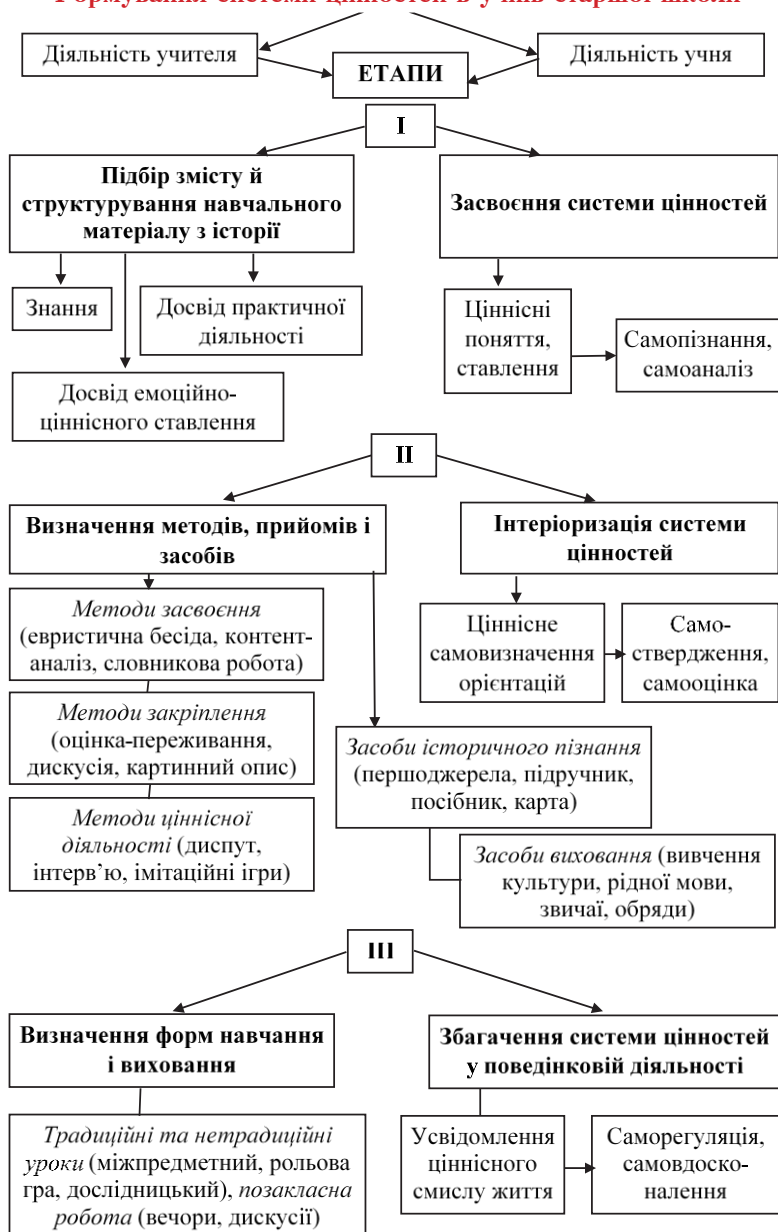 Формування системи цінностей в учнів старшої школи
Діяльність учителя
ЕТАПИ
Діяльність учня
І
Підбір змісту й
структурування навчального
матеріалу з історії
Засвоєння системи цінностей
Знання
Досвід практичної
діяльності
Досвід емоційно-
ціннісного ставлення
Ціннісні
поняття,
ставлення
Самопізнання,
самоаналіз
ІІ
Визначення методів, прийомів і
засобів
Інтеріоризація системи
цінностей
Методи засвоєння
(евристична бесіда, контент-
аналіз, словникова робота)
Методи закріплення
(оцінка-переживання,
дискусія, картинний опис)
Методи ціннісної
діяльності (диспут,
інтерв’ю, імітаційні ігри)
Ціннісне
самовизначення
орієнтацій
Само-
ствердження,
самооцінка
Засоби історичного пізнання
(першоджерела, підручник,
посібник, карта)
Засоби виховання (вивчення
культури, рідної мови,
звичаї, обряди)
ІІІ
Визначення форм навчання
і виховання
Збагачення системи цінностей
у поведінковій діяльності
Традиційні та нетрадиційні
уроки (міжпредметний, рольова
гра, дослідницький), позакласна
робота (вечори, дискусії)
Усвідомлення
ціннісного
смислу життя
Саморегуляція,
самовдоско-
налення